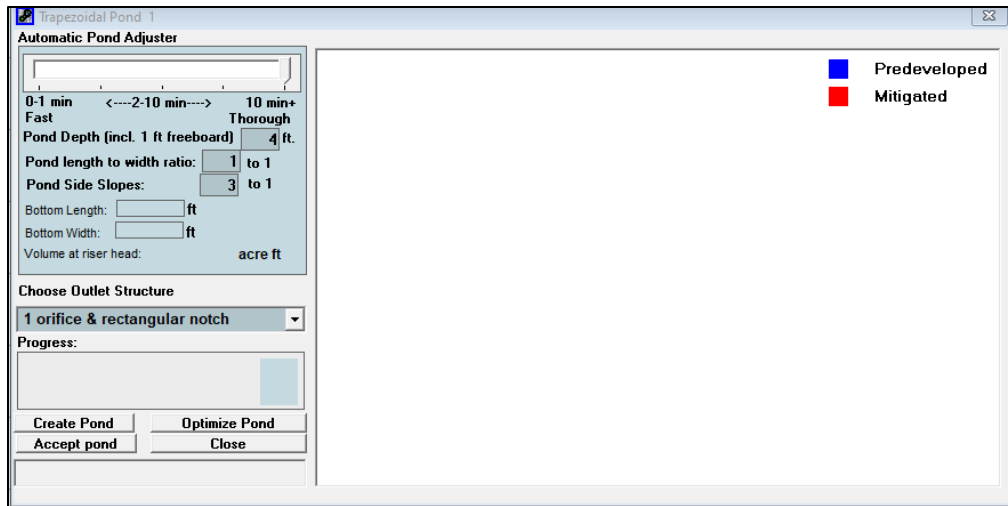 Trapezoidal Pond 1
Automatic Pond Adjuster
0-1 min <----2-10 min----> 10 min+
Fast Thorough
Pond Depth (incl. 1 ft freeboard) 4 ft.
Pond length to width ratio: 1 to 1
Pond Side Slopes: 3 to 1
Bottom Length: ft
Bottom Width: ft
Volume at riser head: acre ft
Choose Outlet Structure
1 orifice & rectangular notch
Progress:
Create Pond Optimize Pond
Accept pond Close
Predeveloped
Mitigated